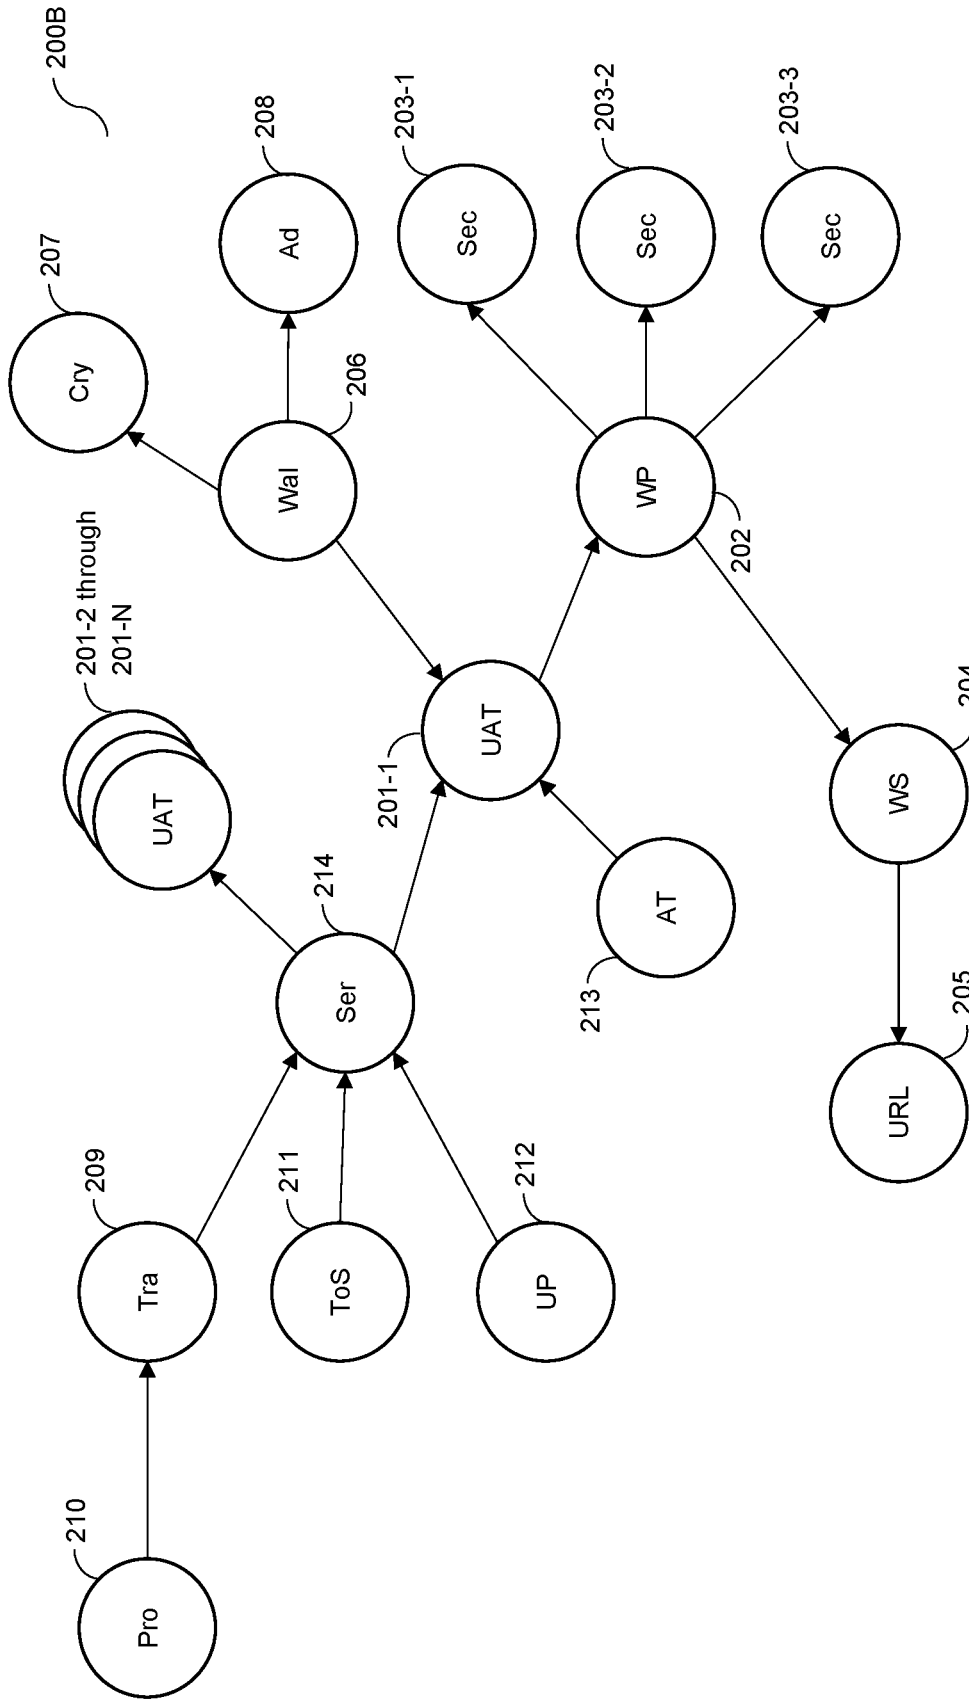 200B
207
210
Cry
201-2 through
201-N
209
Pro
Tra
UAT
208
211
Wal
Ad
214
ToS
Ser
206
201-1
203-1
Sec
UAT
212
UP
213
203-2
WP
Sec
AT
202
203-3
Sec
URL
WS
205
204